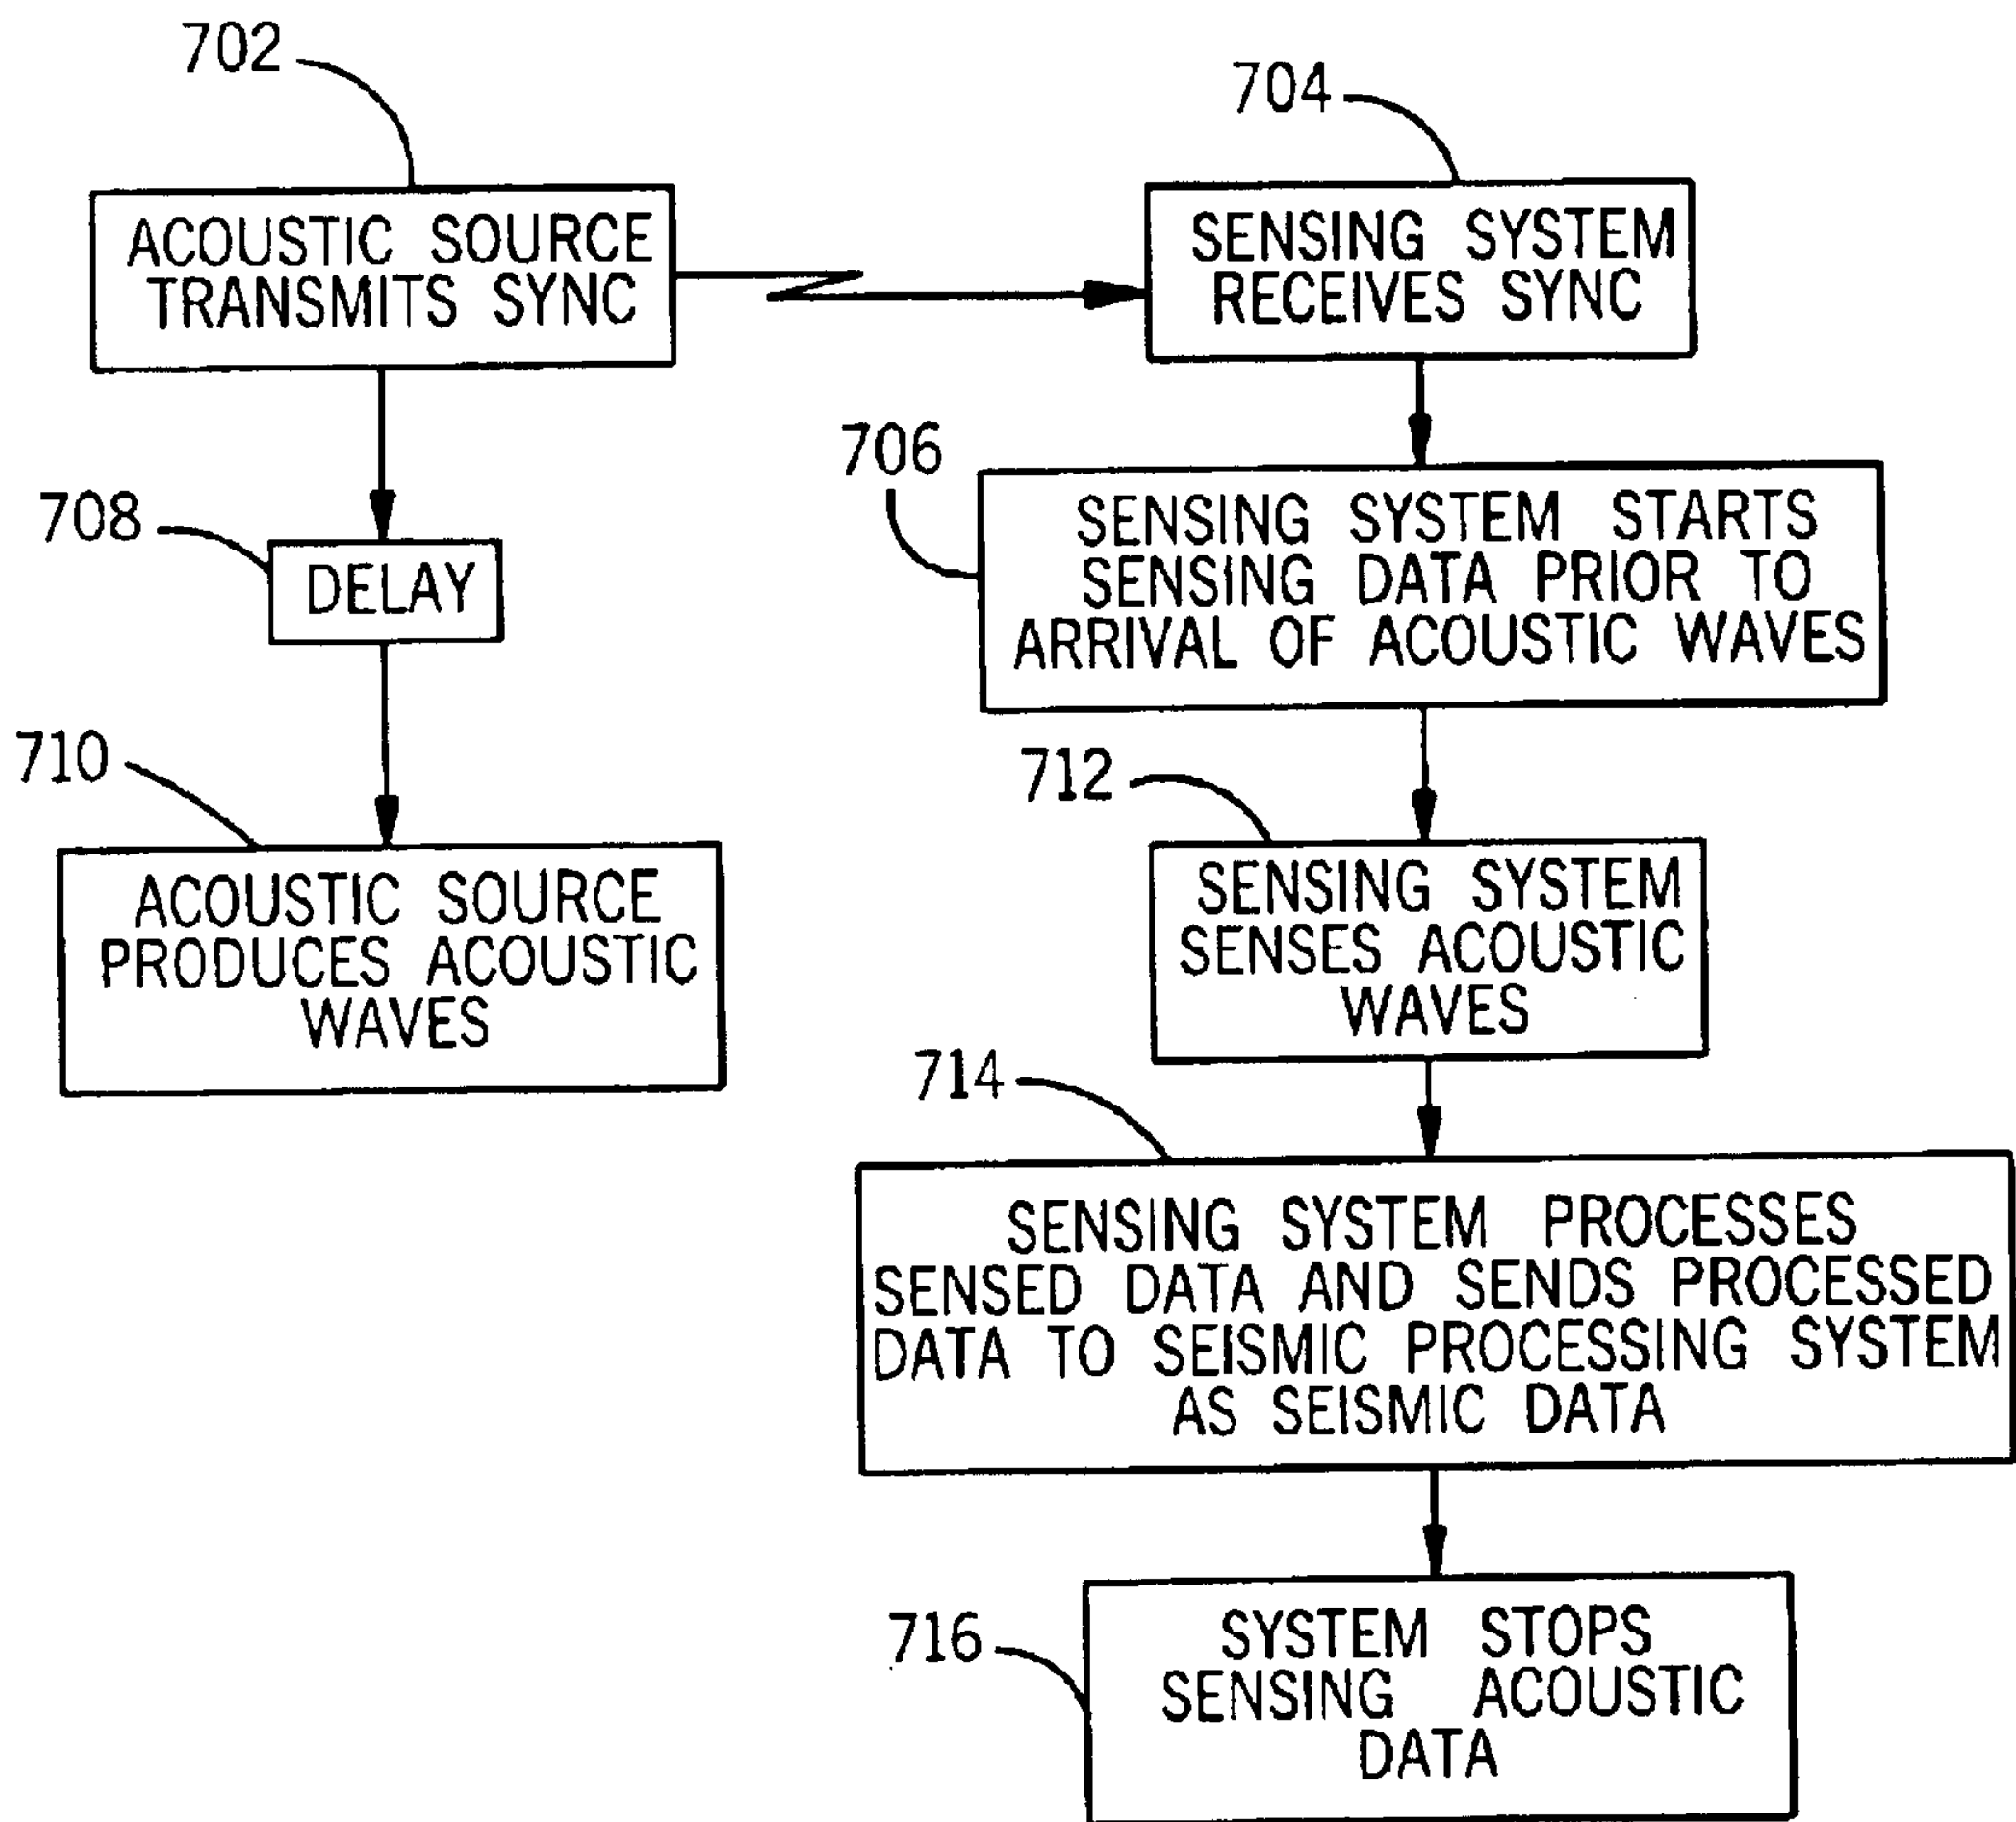 702
ACOUSTIC SOURCE
TRANSMITS SYNC
704
SENSING SYSTEM
RECEIVES SYNC
706
SENSING SYSTEM STARTS
SENSING DATA PRIOR TO
ARRIVAL OF ACOUSTIC WAVES
708
DELAY
710
ACOUSTIC SOURCE
PRODUCES ACOUSTIC
WAVES
712
SENSING SYSTEM
SENSES ACOUSTIC
WAVES
714
SENSING SYSTEM PROCESSES
SENSED DATA AND SENDS PROCESSED
DATA TO SEISMIC PROCESSING SYSTEM
AS SEISMIC DATA
716
SYSTEM STOPS
SENSING ACOUSTIC
DATA